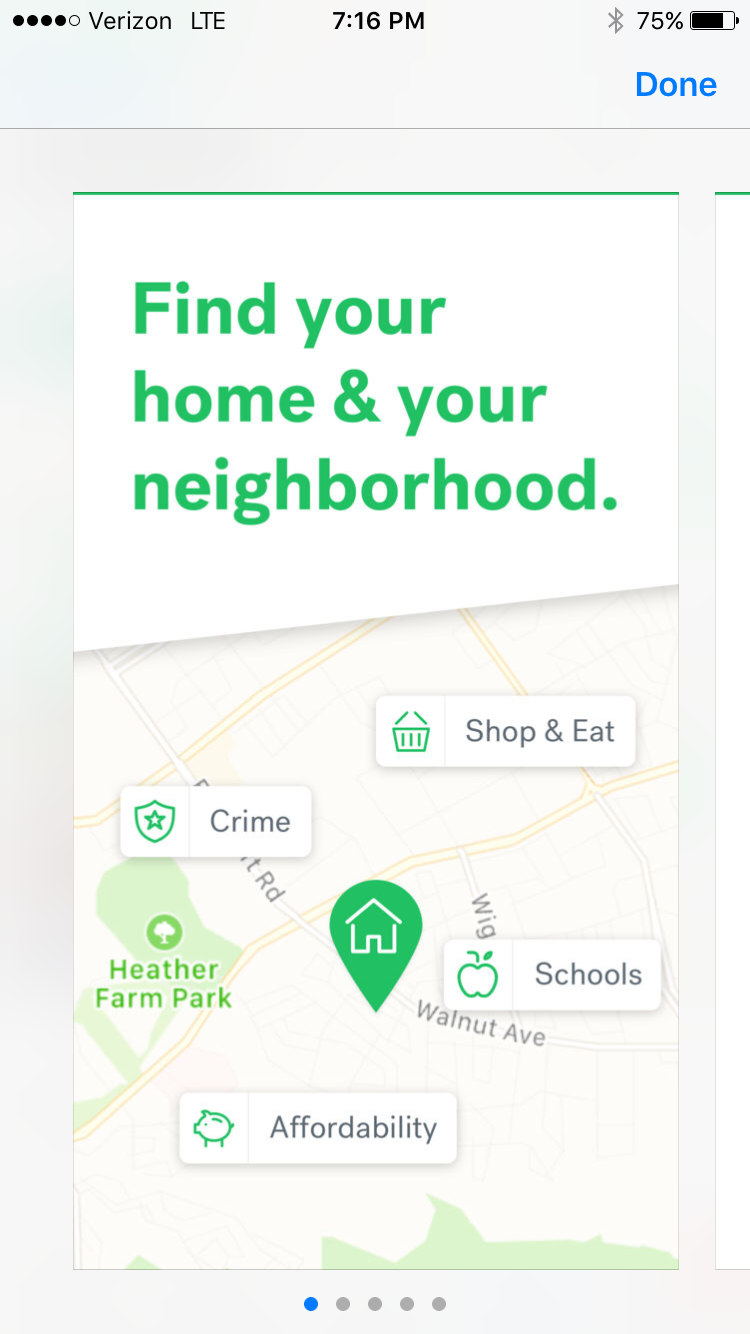 Verizon LTE 7:16 PM 75%
Done
Find your
home & your
neighborhood.
Shop & Eat
Crime
t Rd
Wig
Heather
Farm Park
Schools
Walnut Ave
Affordability